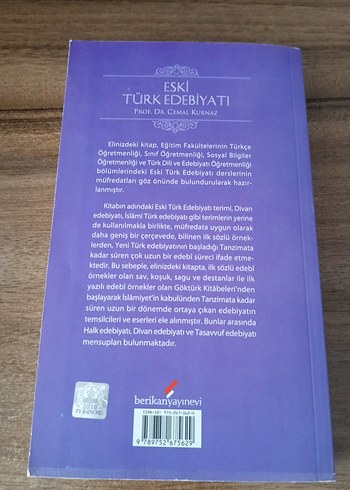 ESKİ
TÜRK EDEBİYATI
PROF. DR. CEMAL KURNAZ
Elinizdeki kitap, Eğitim Fakültelerinin Türkçe
Öğretmenliği, Sınıf Öğretmenliği, Sosyal Bilgiler
Öğretmenliği ve Türk Dili ve Edebiyatı Öğretmenliği
bölümlerindeki Eski Türk Edebiyatı derslerinin
müfredatları göz önünde bulundurularak hazır-
lanmıştır.
Kitabın adındaki Eski Türk Edebiyatı terimi, Divan
edebiyatı, İslâmî Türk edebiyatı gibi terimlerin yerine
de kullanılmakla birlikte, müfredata uygun olarak
daha geniş bir çerçevede, bilinen ilk sözlü örnek-
lerden, Yeni Türk edebiyatının başladığı Tanzimata
kadar süren çok uzun bir edebî süreci ifade etme-
ktedir. Bu sebeple, elinizdeki kitapta, ilk sözlü edebî
örnekler olan sav, koşuk, sagu ve destanlar ile ilk
yazılı edebî örnekler olan Göktürk Kitâbeleri'nden
başlayarak İslâmiyet'in kabulünden Tanzimata kadar
süren uzun bir dönemde ortaya çıkan edebiyatın
temsilcileri ve eserleri ele alınmıştır. Bunlar arasında
Halk edebiyatı, Divan edebiyatı ve Tasavvuf edebiyatı
mensupları bulunmaktadır.
berikanyayınevi
9 789752 675629